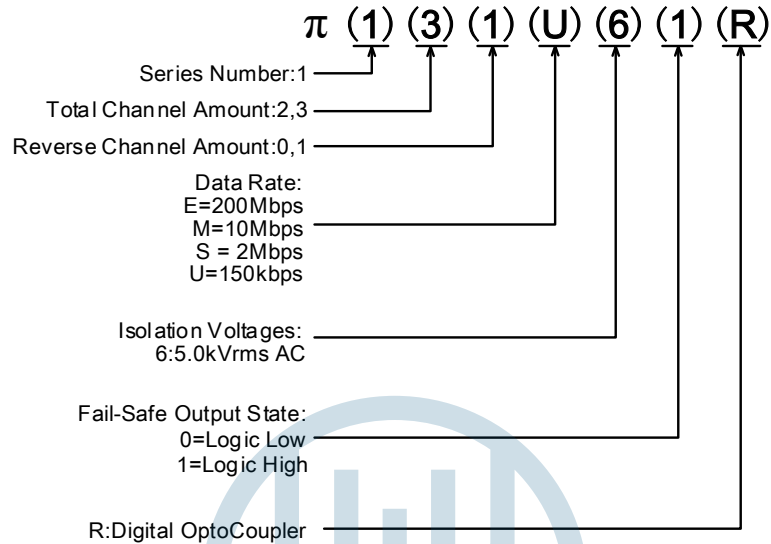 π (1) (3) (1) (U) (6) (1) (R)
Series Number:1
Total Channel Amount:2,3
Reverse Channel Amount:0,1
Data Rate:
E=200Mbps
M=10Mbps
S = 2Mbps
U=150kbps
Isolation Voltages:
6:5.0kVrms AC
Fail-Safe Output State:
0=Logic Low
1=Logic High
R:Digital OptoCoupler